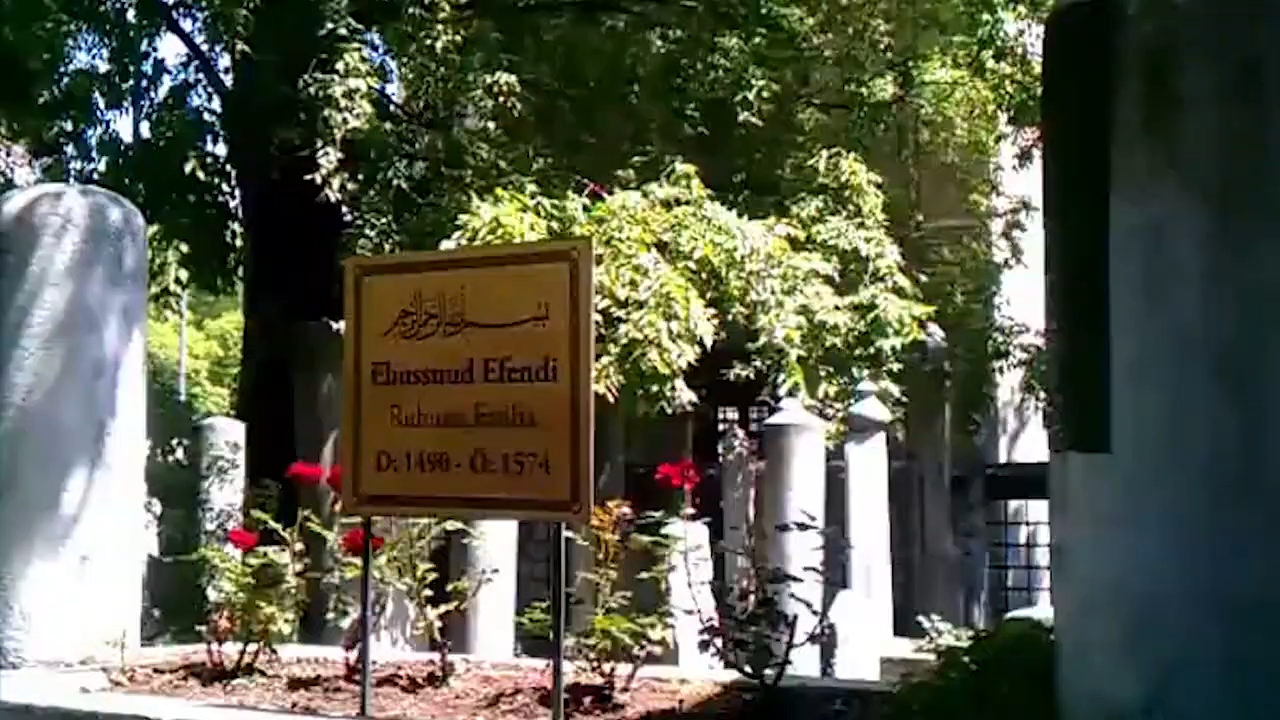 بسم الله الرحمن الرحيم
Ebussuud Efendi
Ruhuna Fatiha
D: 1490 - Ö: 1574